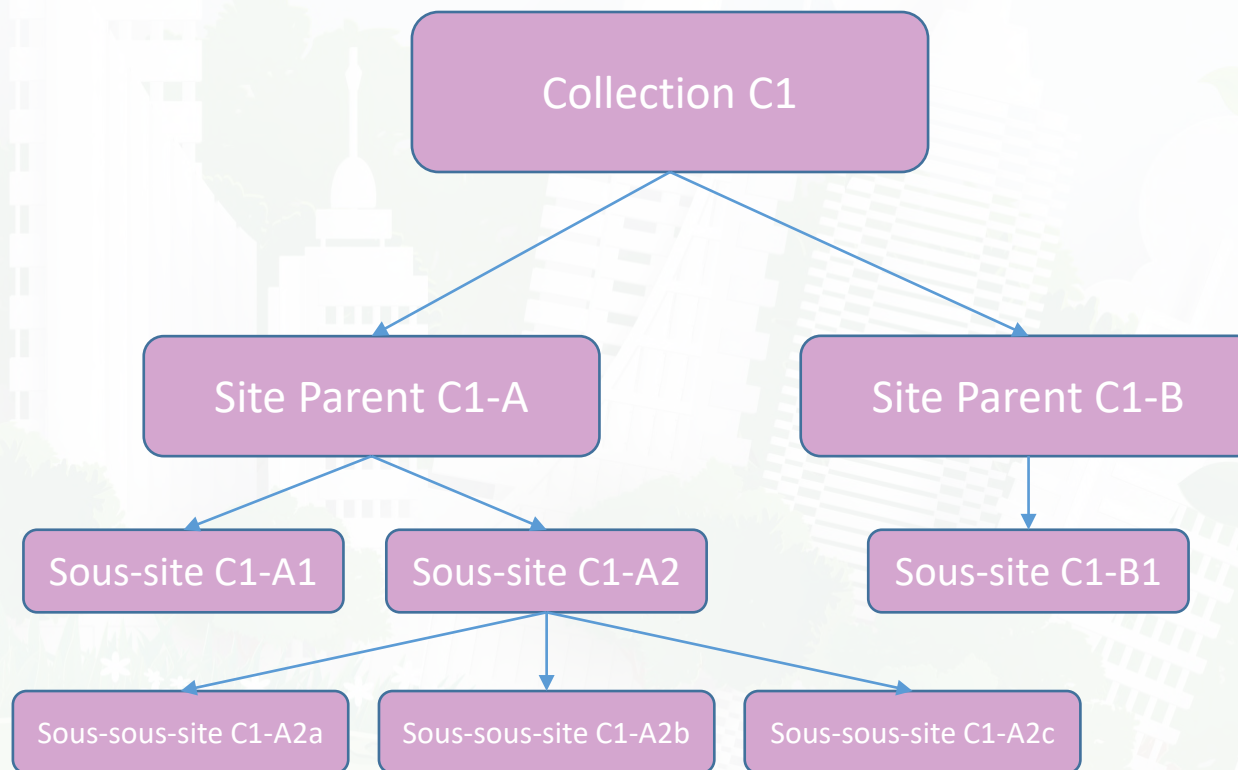 Collection C1
Site Parent C1-A
Site Parent C1-B
Sous-site C1-A1
Sous-site C1-A2
Sous-site C1-B1
Sous-sous-site C1-A2a
Sous-sous-site C1-A2b
Sous-sous-site C1-A2c